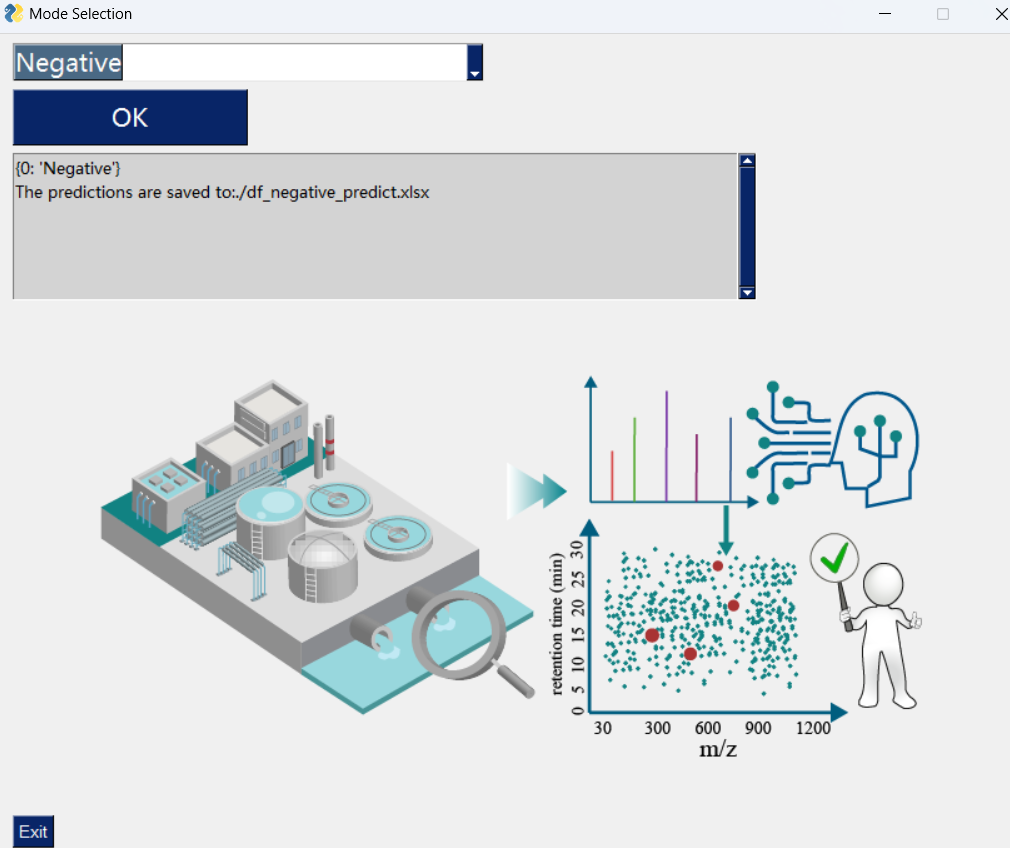 Mode Selection
Negative
OK
{0: 'Negative'}
The predictions are saved to:./df_negative_predict.xlsx
retention time (min)
30
25
20
15
10
5
0
30 300 600 900 1200
m/z
Exit